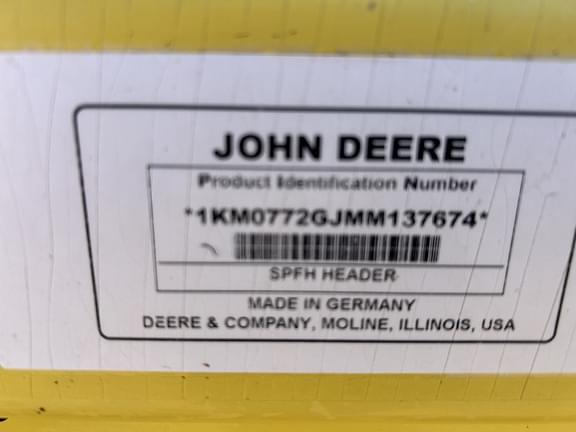 JOHN DEERE
Product Identification Number
*1KM0772GJMM137674*
SPFH HEADER
MADE IN GERMANY
DEERE & COMPANY, MOLINE, ILLINOIS, USA